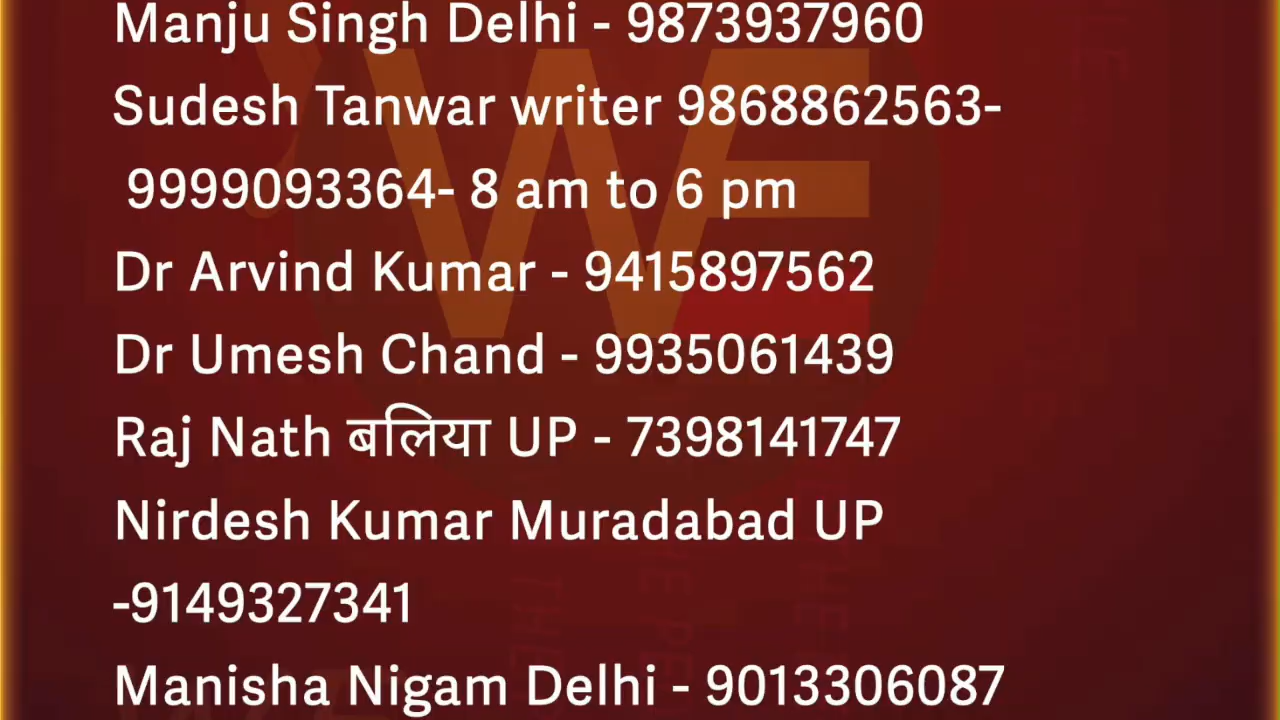 Manju Singh Delhi - 9873937960
Sudesh Tanwar writer 9868862563-
9999093364- 8 am to 6 pm
Dr Arvind Kumar - 9415897562
Dr Umesh Chand - 9935061439
Raj Nath बलिया UP - 7398141747
Nirdesh Kumar Muradabad UP
-9149327341
Manisha Nigam Delhi - 9013306087